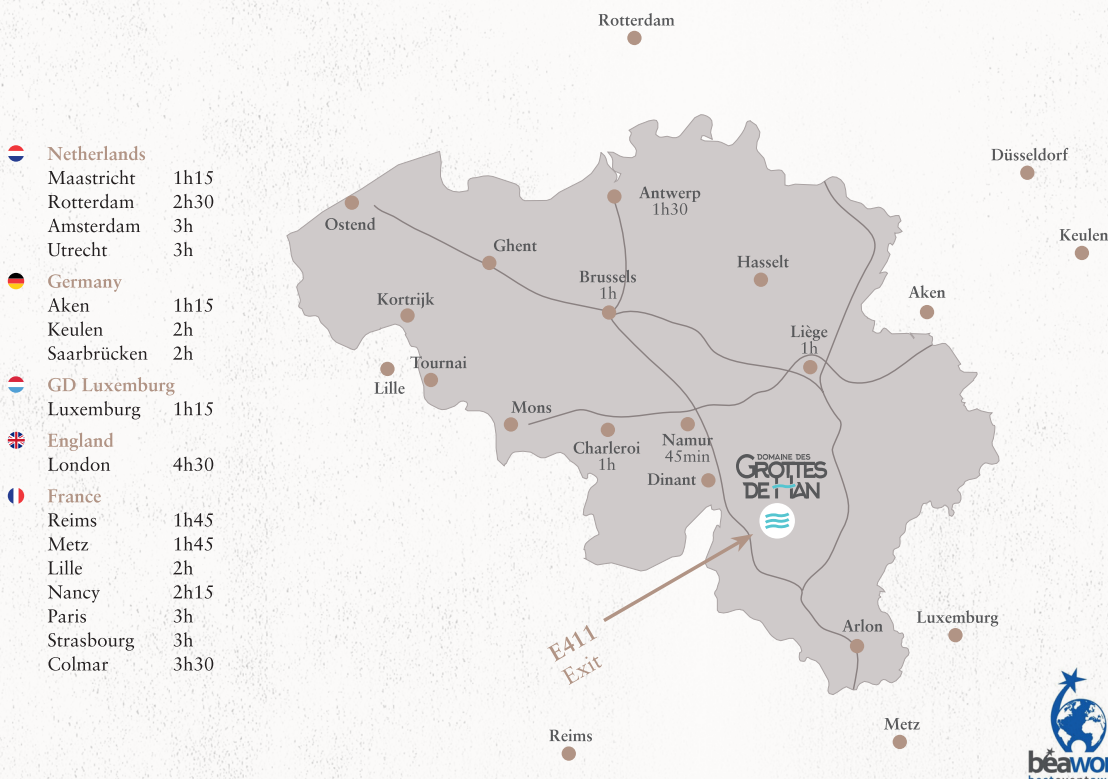 Netherlands
Maastricht 1h15
Rotterdam 2h30
Amsterdam 3h
Utrecht 3h
Germany
Aken 1h15
Keulen 2h
Saarbrücken 2h
GD Luxemburg
Luxemburg 1h15
England
London 4h30
France
Reims 1h45
Metz 1h45
Lille 2h
Nancy 2h15
Paris 3h
Strasbourg 3h
Colmar 3h30
Rotterdam
Düsseldorf
Antwerp
1h30
Ostend
Ghent
Keulen
Hasselt
Brussels
1h
Aken
Kortrijk
Liège
1h
Tournai
Lille
Mons
Charleroi
1h
Namur
45min
DOMAINE DES
GROTTES
DE HAN
Dinant
E411
Exit
Arlon
Luxemburg
Metz
Reims
béawor